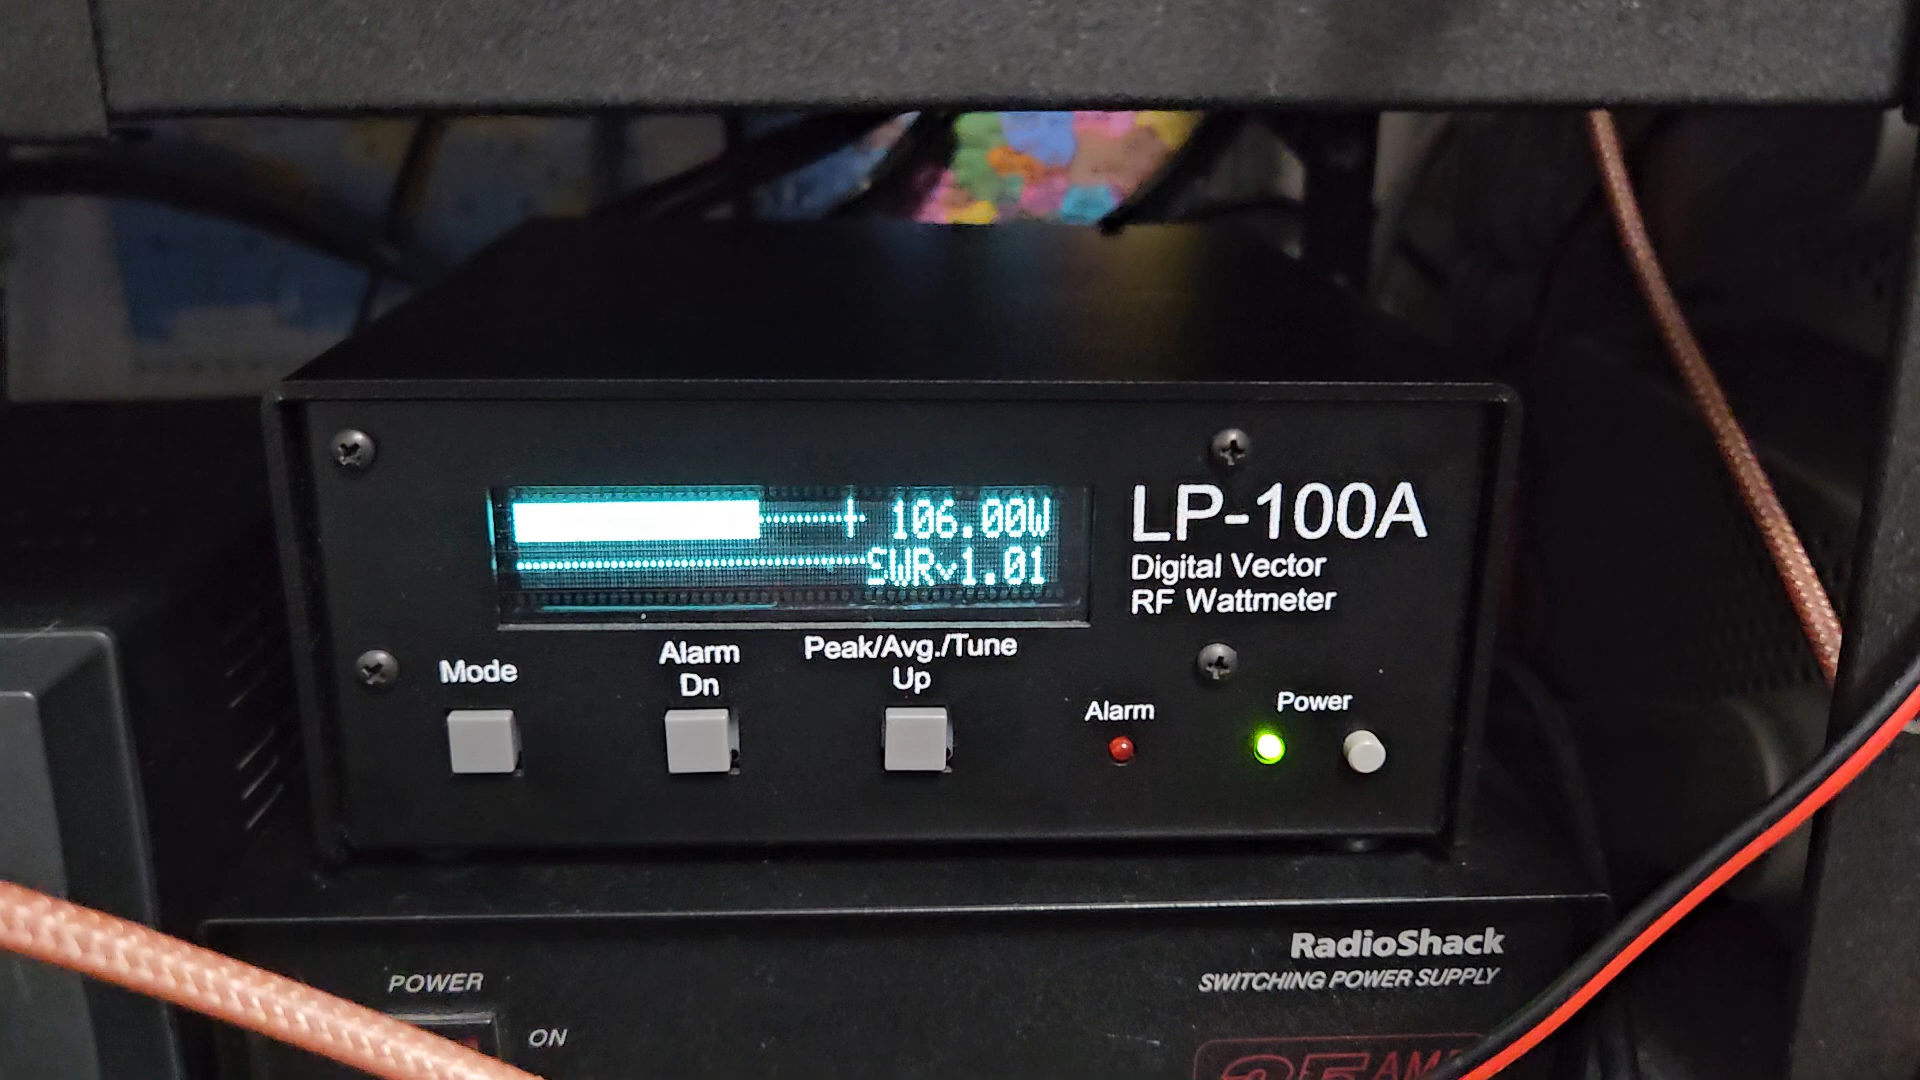 106.00W
SWR 1.01
LP-100A
Digital Vector
RF Wattmeter
Mode
Alarm
Dn
Peak/Avg./Tune
Up
Alarm
Power
RadioShack
SWITCHING POWER SUPPLY
POWER
ON